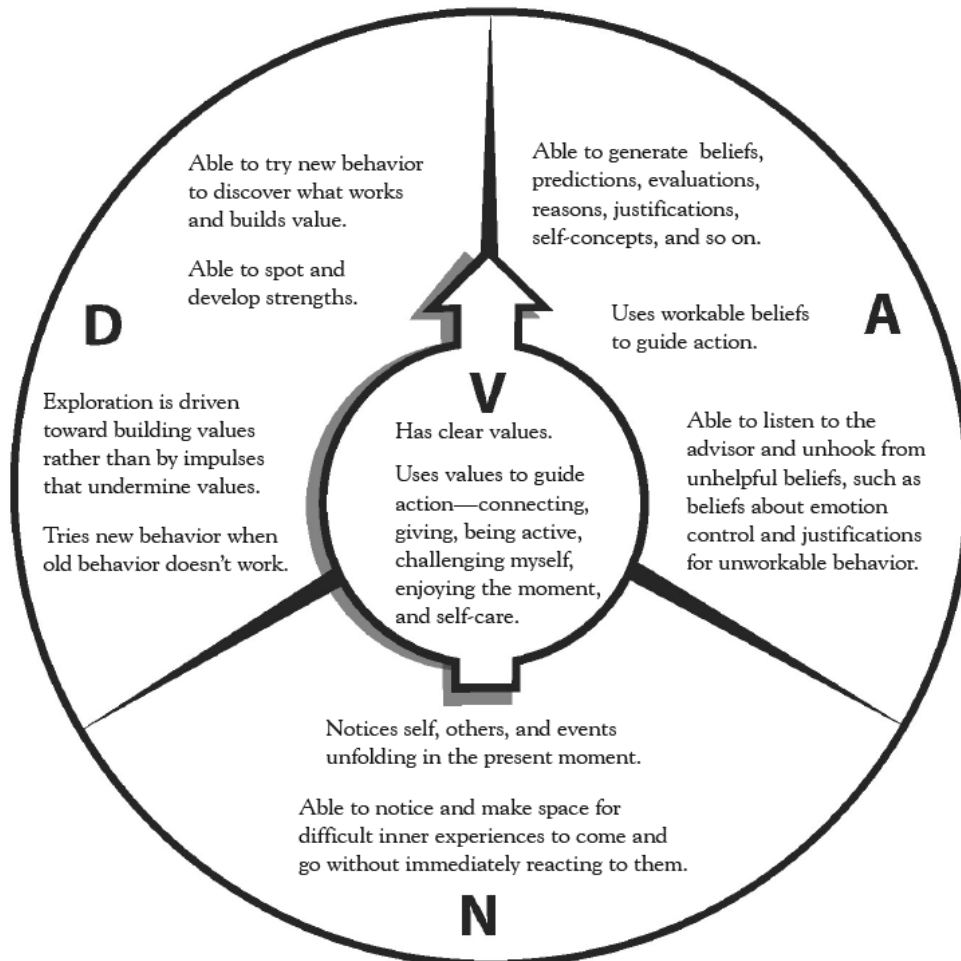 Able to try new behavior
to discover what works
and builds value.
Able to spot and
develop strengths.
D
Exploration is driven
toward building values
rather than by impulses
that undermine values.
Tries new behavior when
old behavior doesn't work.
Able to generate beliefs,
predictions, evaluations,
reasons, justifications,
self-concepts, and so on.
Uses workable beliefs
to guide action.
A
Able to listen to the
advisor and unhook from
unhelpful beliefs, such as
beliefs about emotion
control and justifications
for unworkable behavior.
V
Has clear values.
Uses values to guide
action—connecting,
giving, being active,
challenging myself,
enjoying the moment,
and self-care.
Notices self, others, and events
unfolding in the present moment.
Able to notice and make space for
difficult inner experiences to come and
go without immediately reacting to them.
N